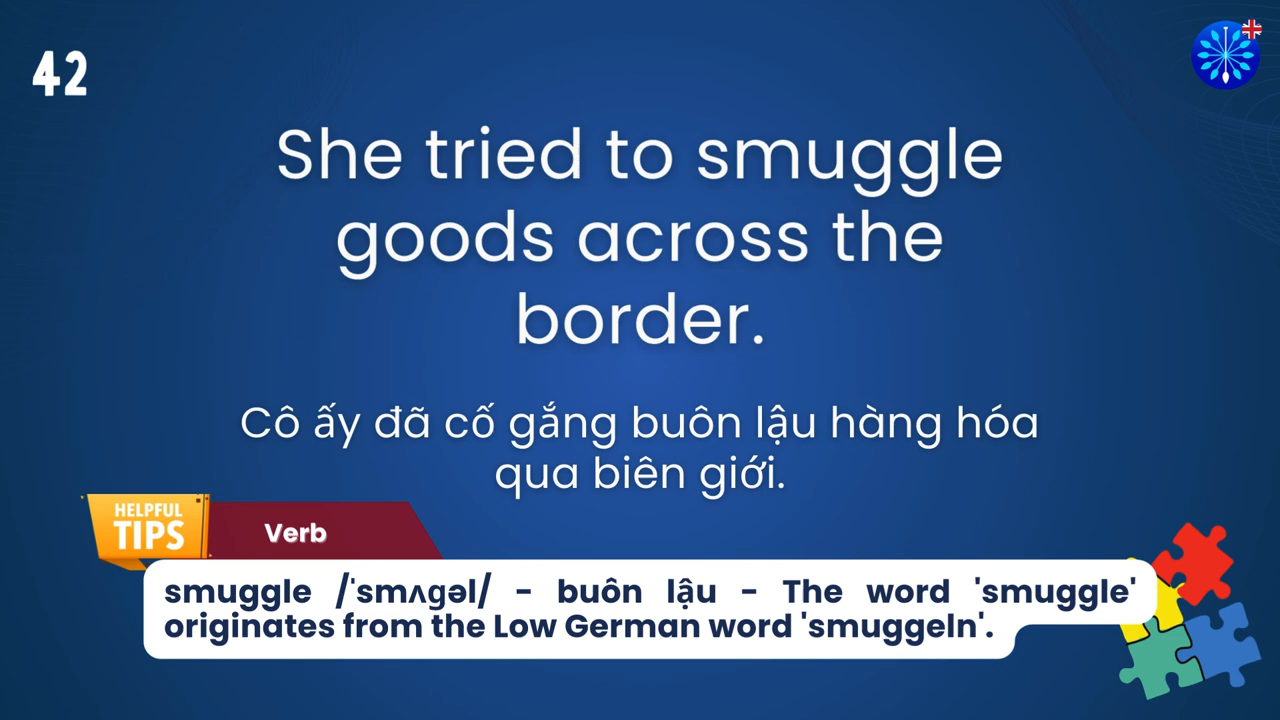 42
She tried to smuggle
goods across the
border.
Cô ấy đã cố gắng buôn lậu hàng hóa
qua biên giới.
HELPFUL
TIPS
Verb
smuggle /ˈsmʌɡəl/ - buôn lậu - The word 'smuggle'
originates from the Low German word 'smuggeln'.